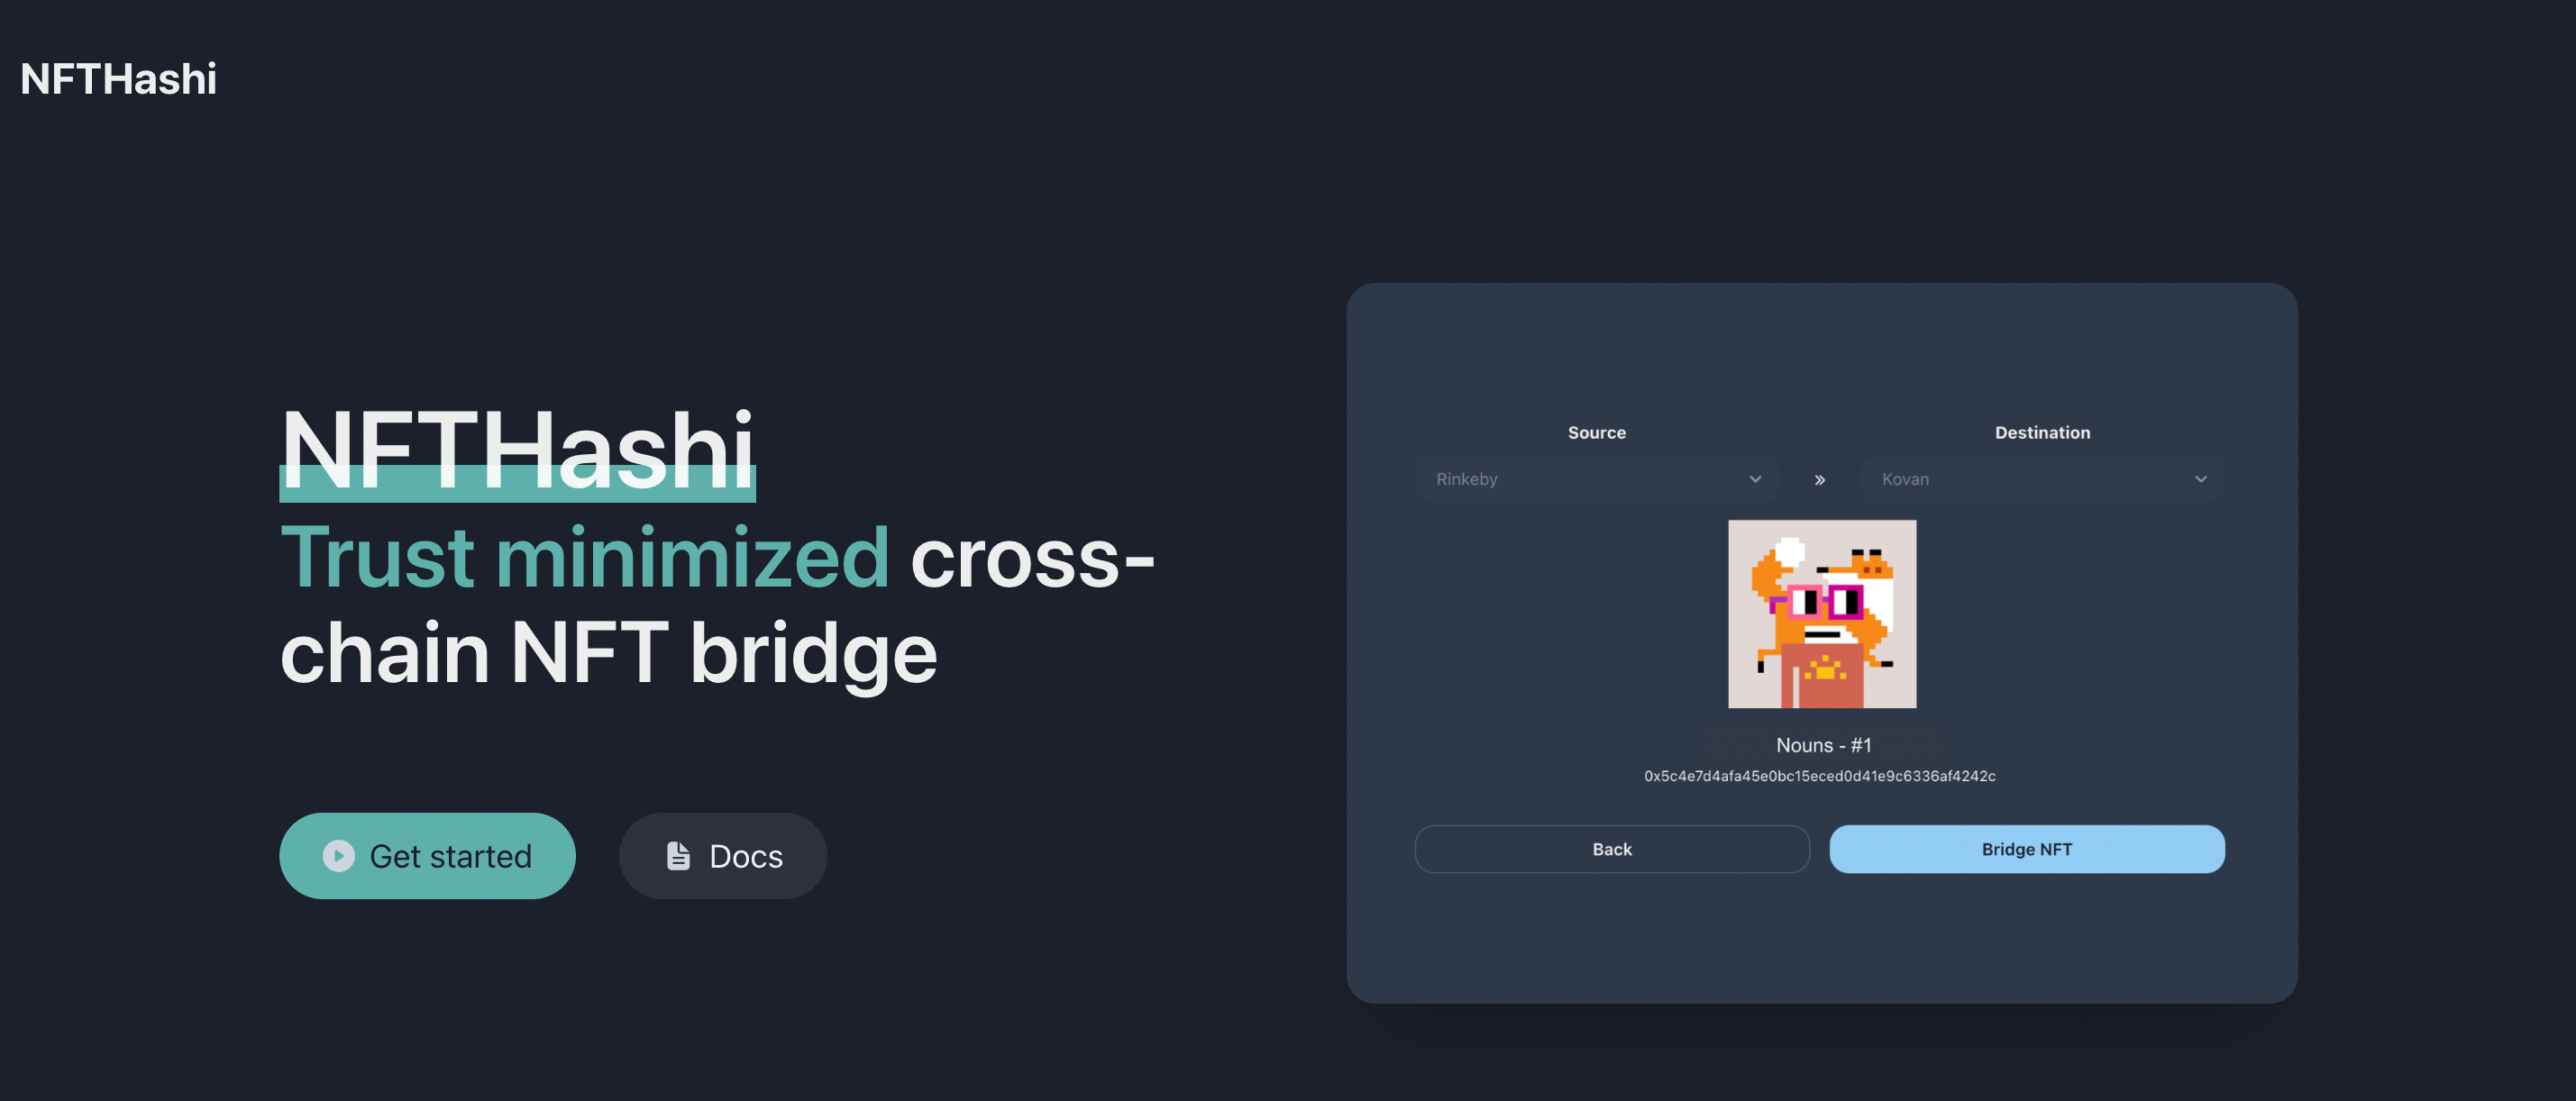 NFTHashi
NFTHashi
Trust minimized cross-
chain NFT bridge
Get started
Docs
Source
Destination
Rinkeby
»
Kovan
Nouns - #1
0x5c4e7d4afa45e0bc15eced0d41e9c6336af4242c
Back
Bridge NFT